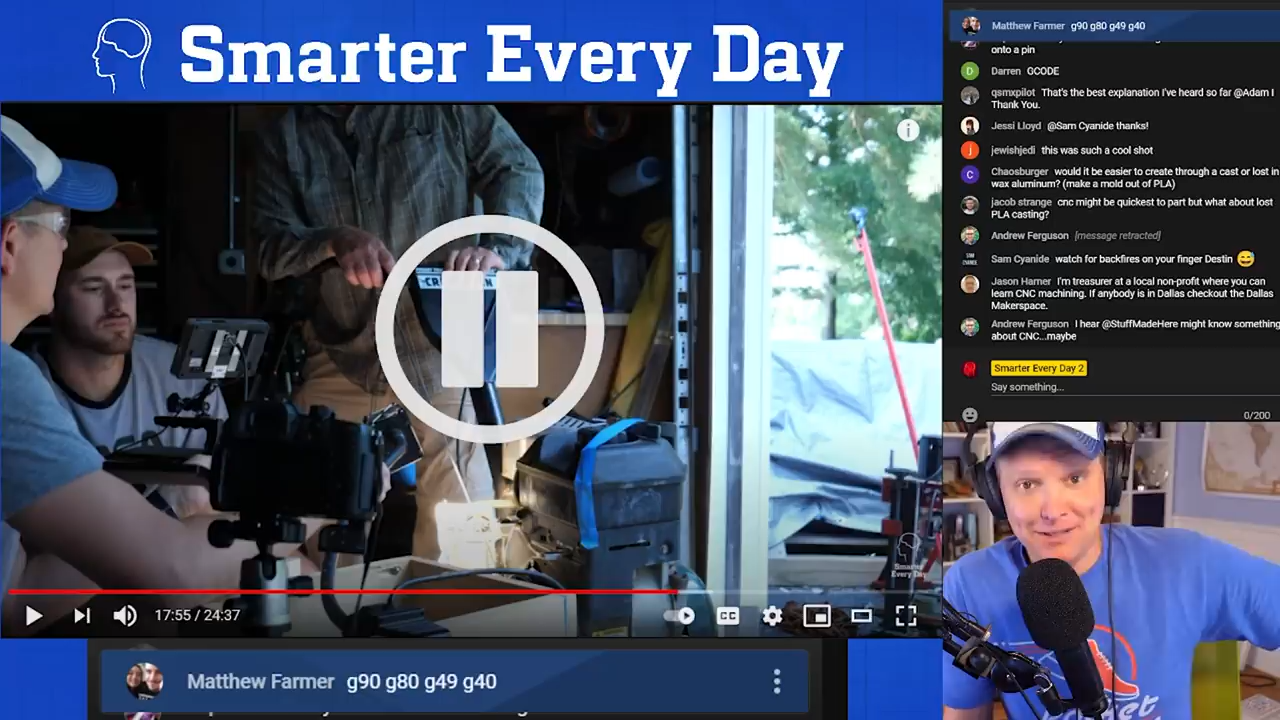 Smarter Every Day
17:55 / 24:37
CC
Smarter
Every Day
Matthew Farmer g90 g80 g49 g40
Matthew Farmer g90 g80 g49 g40
onto a pin
Darren GCODE
qsmxpilot That's the best explanation I've heard so far @Adam I
Thank You.
Jessi Lloyd @Sam Cyanide thanks!
jewishjedi this was such a cool shot
Chaosburger would it be easier to create through a cast or lost in
wax aluminum? (make a mold out of PLA)
jacob strange cnc might be quickest to part but what about lost
PLA casting?
Andrew Ferguson [message retracted]
Sam Cyanide watch for backfires on your finger Destin 😅
Jason Harner I'm treasurer at a local non-profit where you can
learn CNC machining. If anybody is in Dallas checkout the Dallas
Makerspace.
Andrew Ferguson I hear @StuffMadeHere might know something
about CNC...maybe
Smarter Every Day 2
Say something...
0/200